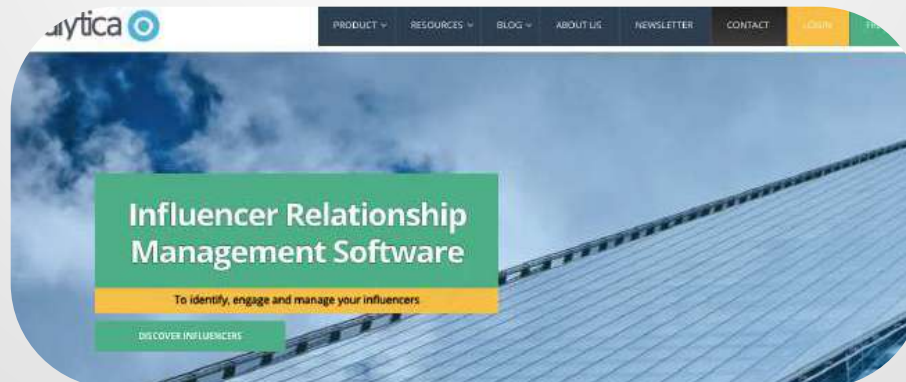 PRODUCT RESOURCES BLOG ABOUT US NEWSLETTER CONTACT LOGIN
Influencer Relationship
Management Software
To identify, engage and manage your influencers
DISCOVER INFLUENCERS